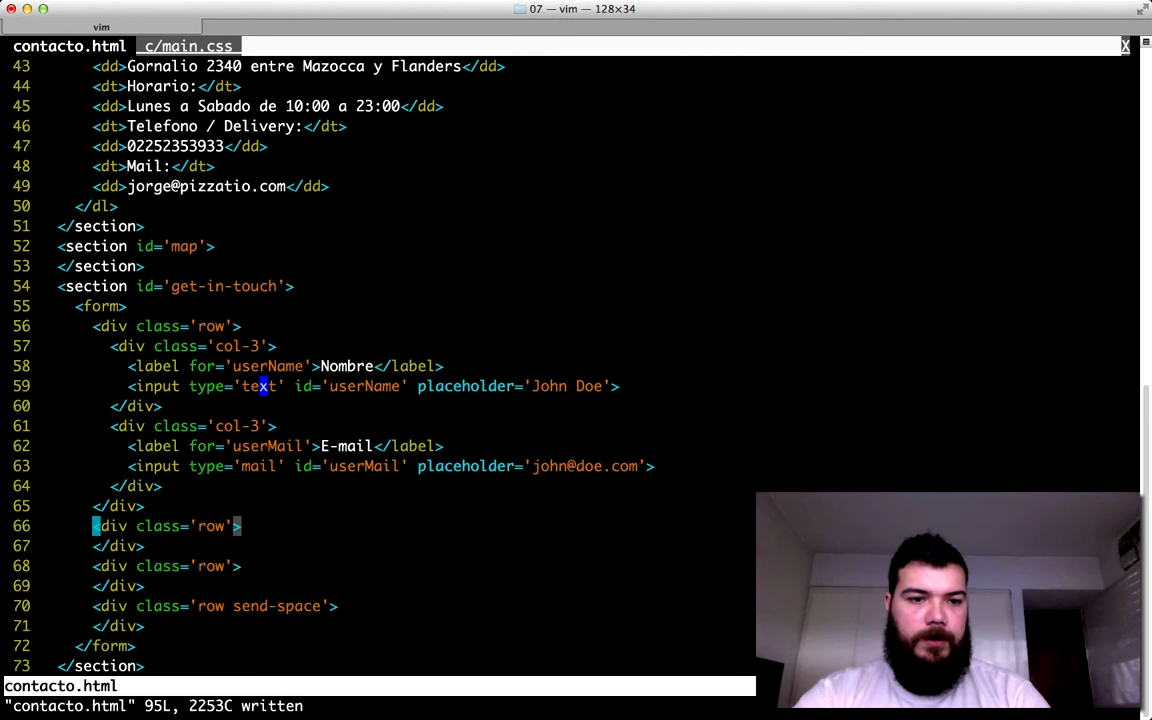 07 — vim — 128×34
vim
contacto.html c/main.css X
43 <dd>Gornalio 2340 entre Mazocca y Flanders</dd>
44 <dt>Horario:</dt>
45 <dd>Lunes a Sabado de 10:00 a 23:00</dd>
46 <dt>Telefono / Delivery:</dt>
47 <dd>02252353933</dd>
48 <dt>Mail:</dt>
49 <dd>jorge@pizzatio.com</dd>
50 </dl>
51 </section>
52 <section id='map'>
53 </section>
54 <section id='get-in-touch'>
55 <form>
56 <div class='row'>
57 <div class='col-3'>
58 <label for='userName'>Nombre</label>
59 <input type='text' id='userName' placeholder='John Doe'>
60 </div>
61 <div class='col-3'>
62 <label for='userMail'>E-mail</label>
63 <input type='mail' id='userMail' placeholder='john@doe.com'>
64 </div>
65 </div>
66 <div class='row'>
67 </div>
68 <div class='row'>
69 </div>
70 <div class='row send-space'>
71 </div>
72 </form>
73 </section>
contacto.html
"contacto.html" 95L, 2253C written